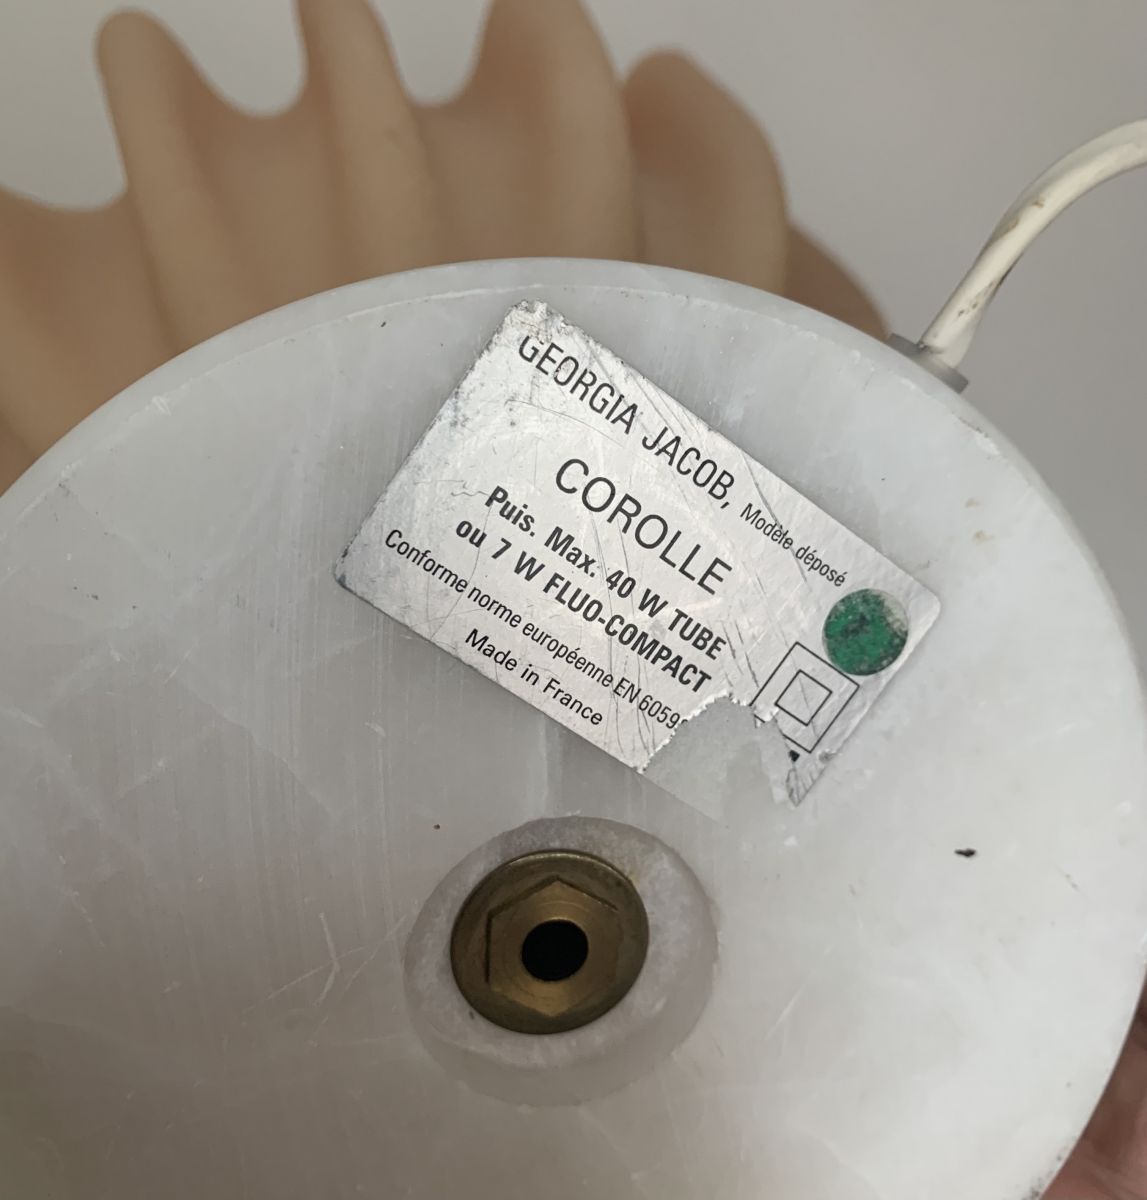 GEORGIA JACOB, Modèle déposé
COROLLE
Puis. Max. 40 W TUBE
ou 7 W FLUO-COMPACT
Conforme norme européenne EN 6059
Made in France